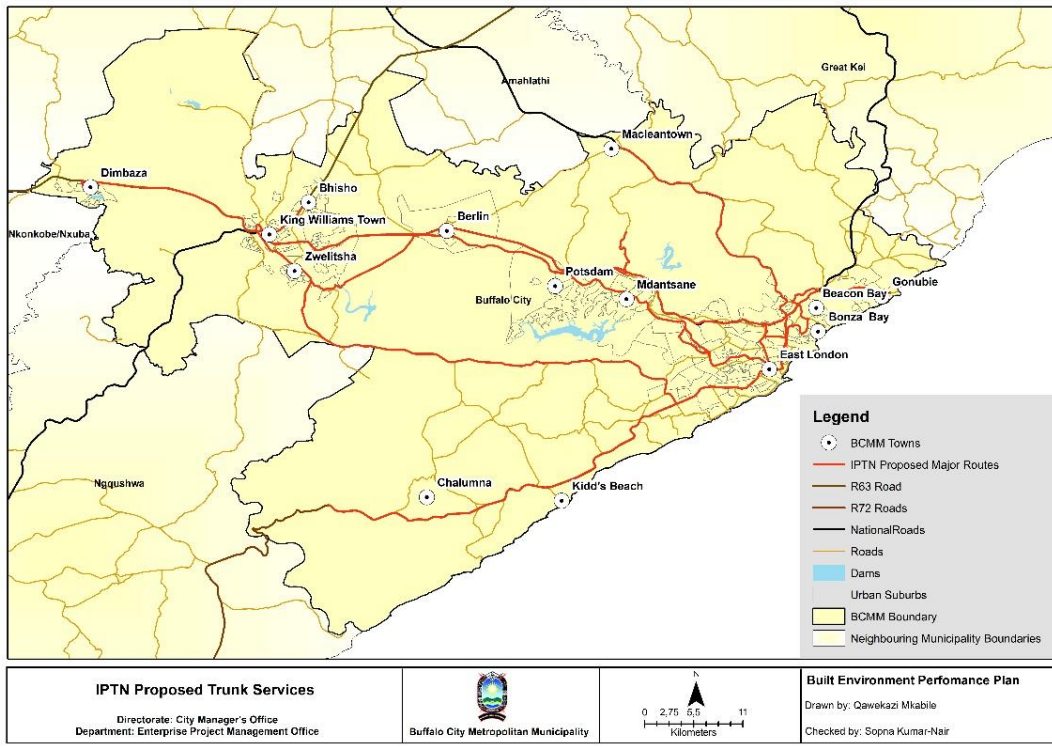 Great Kei
Amahlathi
Macleantown
Dimbaza
Bhisho
Nkonkobe/Nxuba
King Williams Town
Berlin
Zwelitsha
Potsdam
Mdantsane
Buffalo City
Gonubie
Beacon Bay
Bonza Bay
East London
Ngqushwa
Chalumna
Kidd's Beach
Legend
BCMM Towns
IPTN Proposed Major Routes
R63 Road
R72 Roads
NationalRoads
Roads
Dams
Urban Suburbs
BCMM Boundary
Neighbouring Municipality Boundaries
IPTN Proposed Trunk Services
Directorate: City Manager's Office
Department: Enterprise Project Management Office
Buffalo City Metropolitan Municipality
N
0 2,75 5,5 11
Kilometers
Built Environment Perfomance Plan
Drawn by: Qawekazi Mkabile
Checked by: Sopna Kumar-Nair